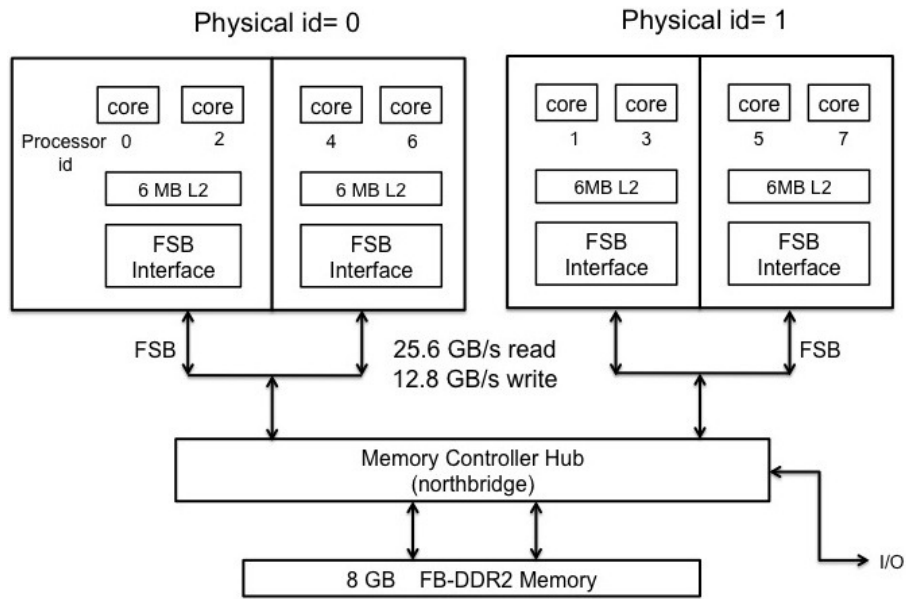 Physical id= 0
Physical id= 1
core core core core
core core core core
Processor id 0 2 4 6
1 3 5 7
6 MB L2 6 MB L2
6MB L2 6MB L2
FSB Interface
FSB Interface
FSB Interface
FSB Interface
FSB
25.6 GB/s read
12.8 GB/s write
FSB
Memory Controller Hub
(northbridge)
I/O
8 GB FB-DDR2 Memory